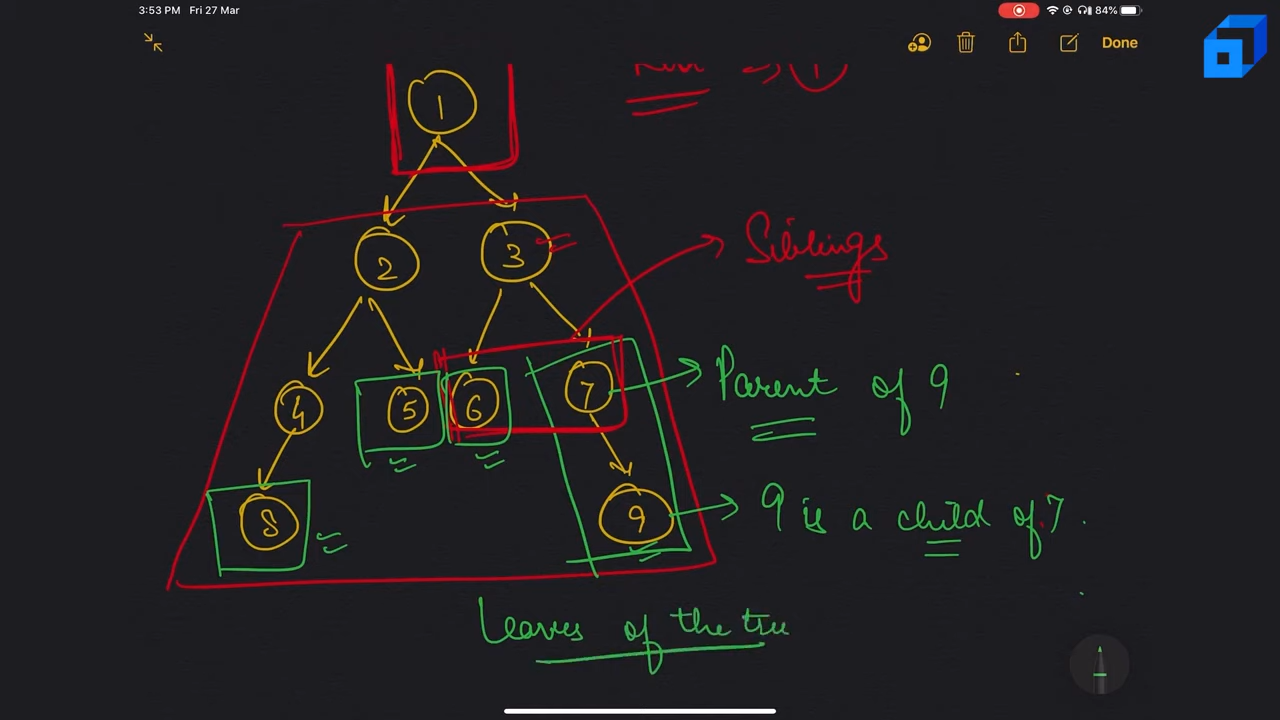 3:53 PM Fri 27 Mar
84%
Done
1
1
2
3
Siblings
4
5
6
7
Parent of 9
8
9
9 is a child of 7.
Leaves of the tree